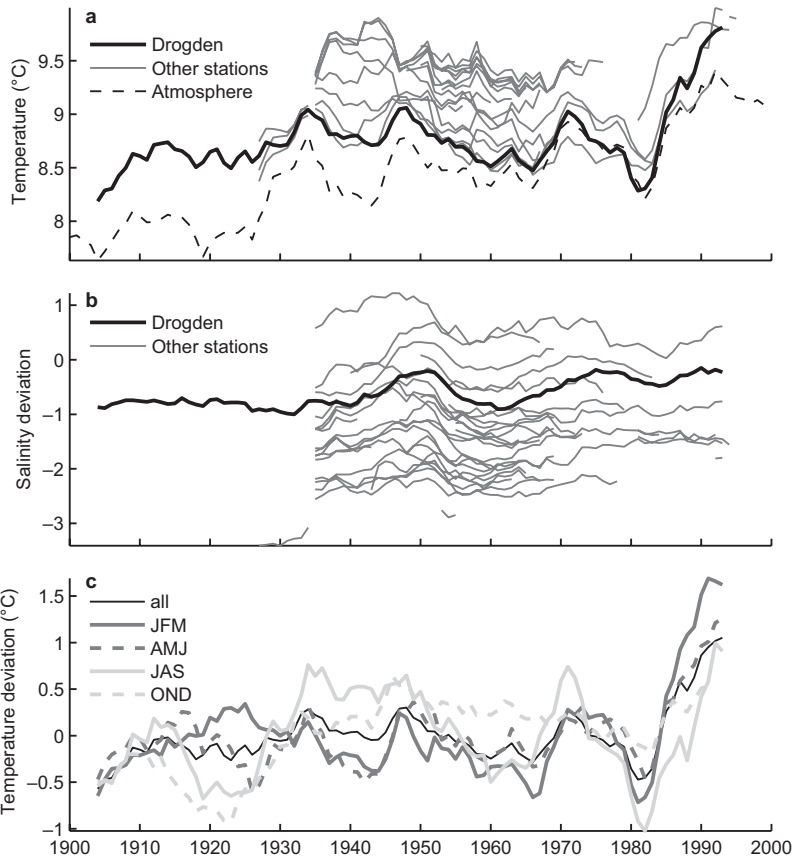 a
Drogden
Other stations
Atmosphere
Temperature (°C)
9.5
9
8.5
8
b
Drogden
Other stations
Salinity deviation
1
0
–1
–2
–3
c
all
JFM
AMJ
JAS
OND
Temperature deviation (°C)
1.5
1
0.5
0
–0.5
–1
1900 1910 1920 1930 1940 1950 1960 1970 1980 1990 2000